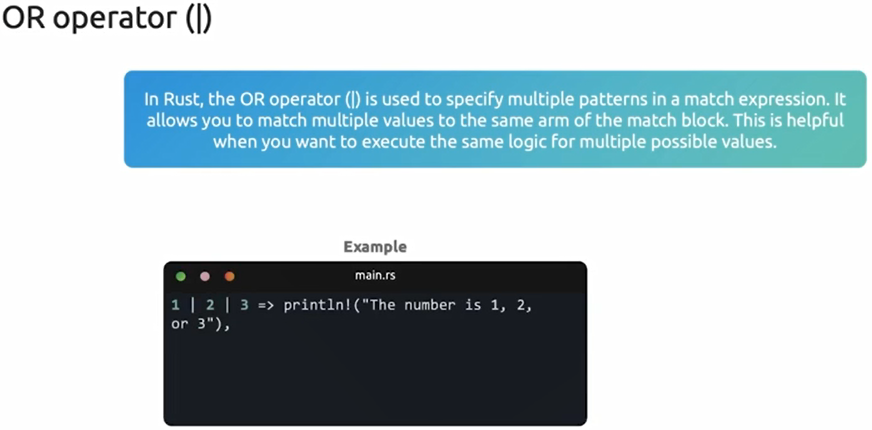 OR operator (|)
In Rust, the OR operator (|) is used to specify multiple patterns in a match expression. It
allows you to match multiple values to the same arm of the match block. This is helpful
when you want to execute the same logic for multiple possible values.
Example
main.rs
1 | 2 | 3 => println!("The number is 1, 2,
or 3"),